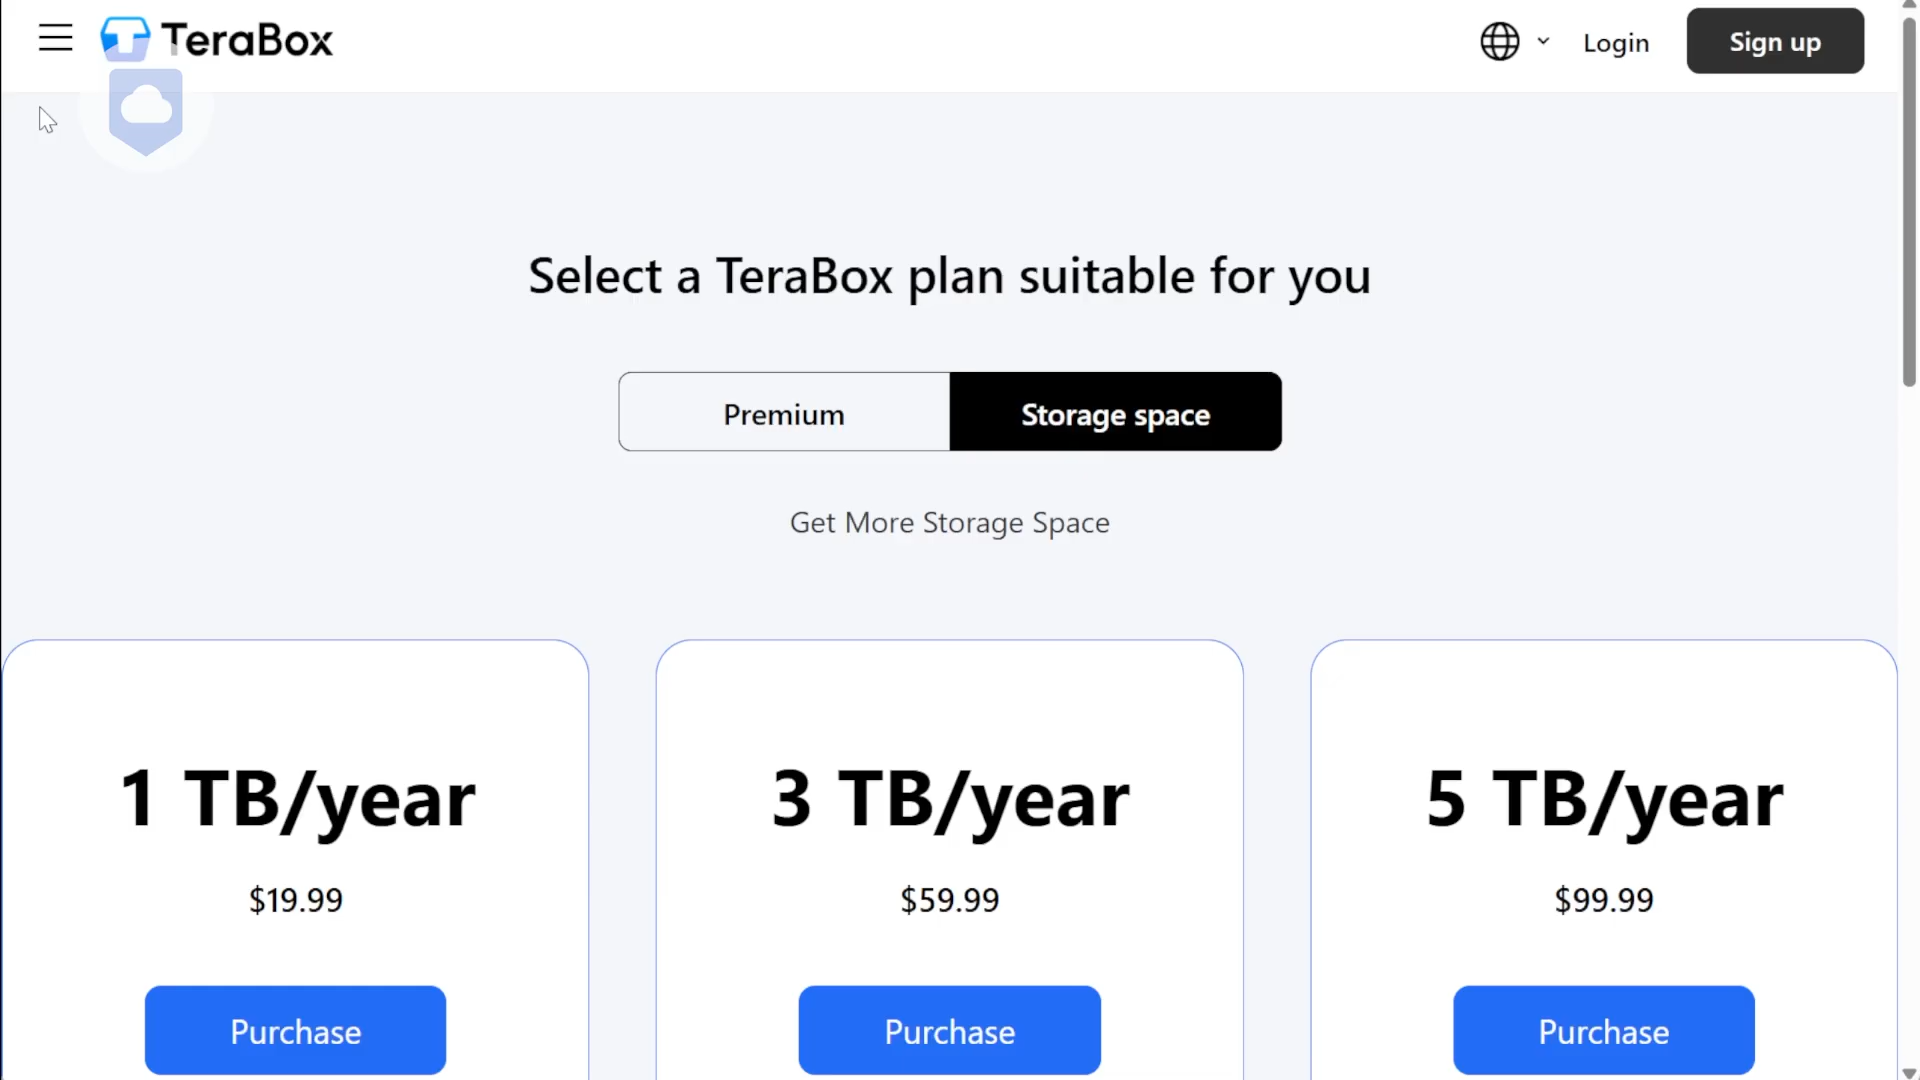 TeraBox
Login
Sign up
Select a TeraBox plan suitable for you
Premium
Storage space
Get More Storage Space
1 TB/year
3 TB/year
5 TB/year
$19.99
$59.99
$99.99
Purchase
Purchase
Purchase